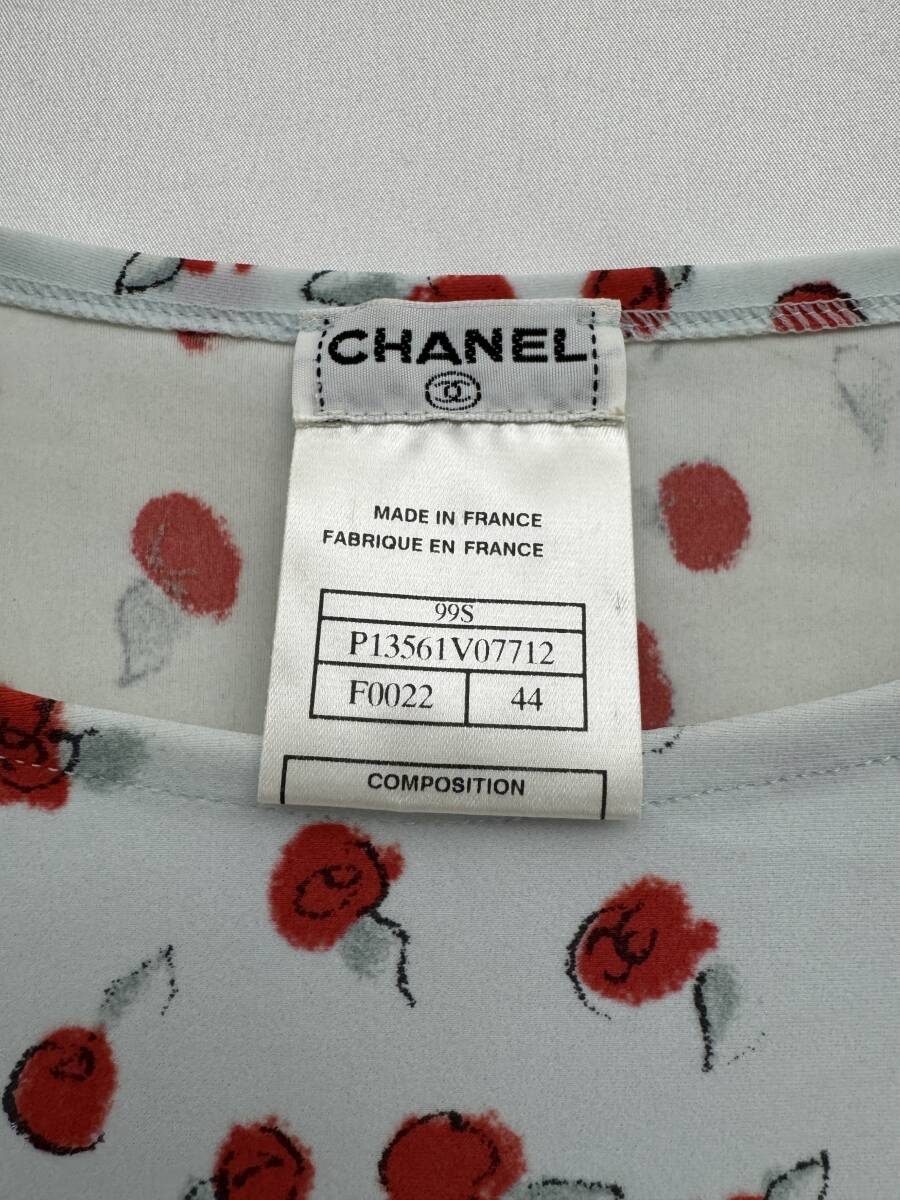 CHANEL
MADE IN FRANCE
FABRIQUE EN FRANCE
99S
P13561V07712
F0022 44
COMPOSITION